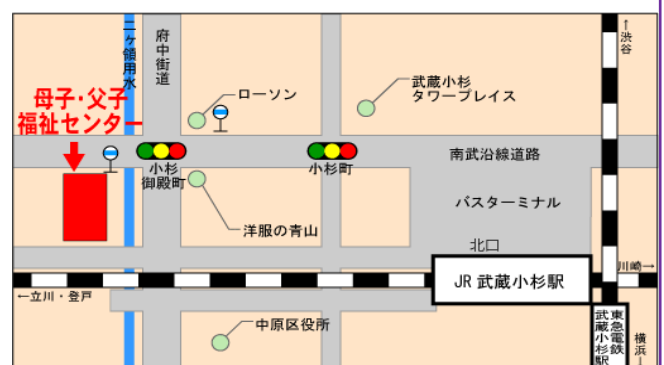 二ヶ領用水
府中街道
↑渋谷
母子・父子
福祉センター
ローソン
武蔵小杉
タワープレイス
小杉
御殿町
小杉町
南武沿線道路
バスターミナル
洋服の青山
北口
川崎→
JR 武蔵小杉駅
←立川・登戸
中原区役所
東急電鉄
武蔵小杉駅
横浜↓